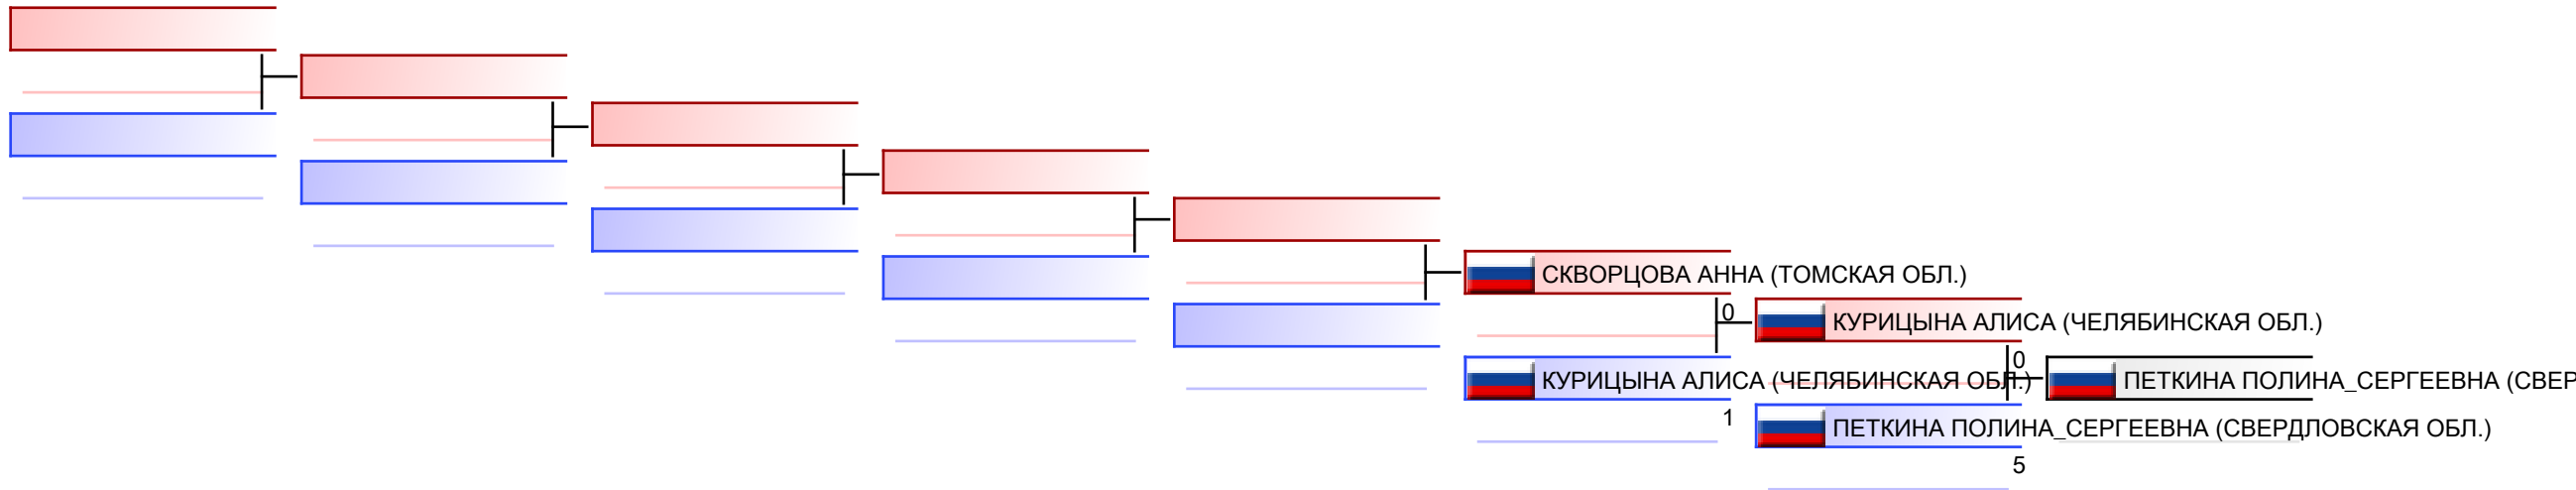 СКВОРЦОВА АННА (ТОМСКАЯ ОБЛ.)
0
КУРИЦЫНА АЛИСА (ЧЕЛЯБИНСКАЯ ОБЛ.)
0
КУРИЦЫНА АЛИСА (ЧЕЛЯБИНСКАЯ ОБЛ.)
ПЕТКИНА ПОЛИНА_СЕРГЕЕВНА (СВЕР
1
ПЕТКИНА ПОЛИНА_СЕРГЕЕВНА (СВЕРДЛОВСКАЯ ОБЛ.)
5